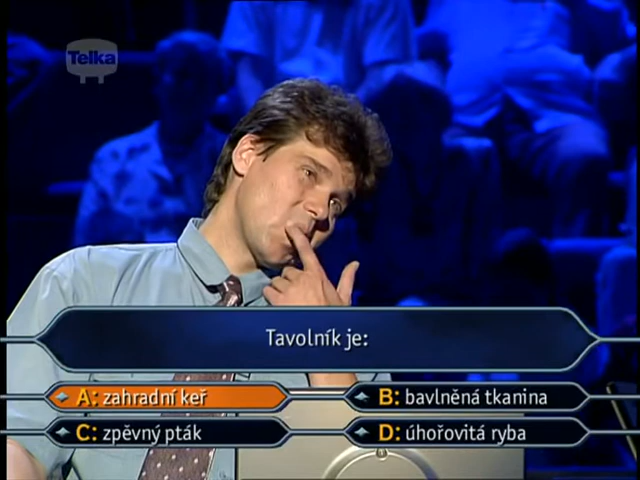 Telka
Tavolník je:
A: zahradní keř
B: bavlněná tkanina
C: zpěvný pták
D: úhořovitá ryba